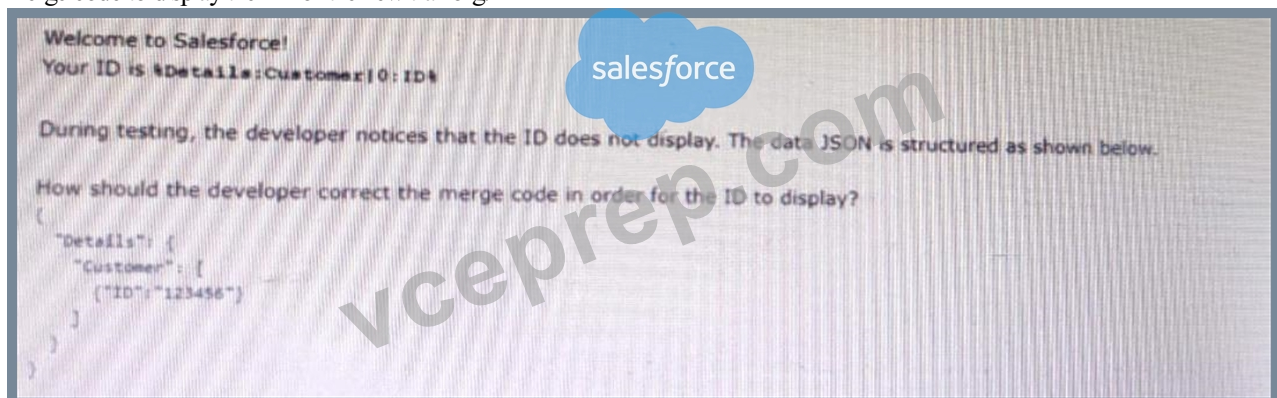 Welcome to Salesforce!
Your ID is %Details:Customer|0:ID%
salesforce
During testing, the developer notices that the ID does not display. The data JSON is structured as shown below.
How should the developer correct the merge code in order for the ID to display?
{
"Details": {
"Customer": [
{"ID":"123456"}
]
}
}
vceprep.com